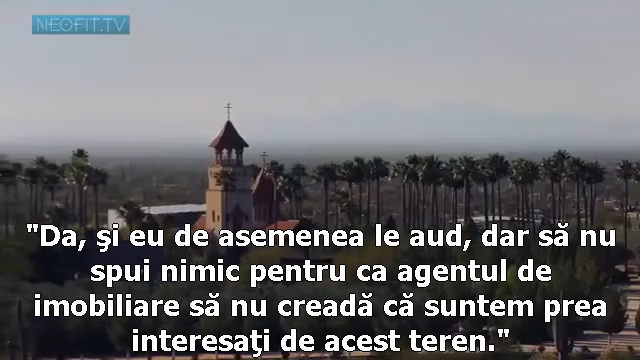 NEOFIT.TV
"Da, şi eu de asemenea le aud, dar să nu
spui nimic pentru ca agentul de
imobiliare să nu creadă că suntem prea
interesaţi de acest teren."